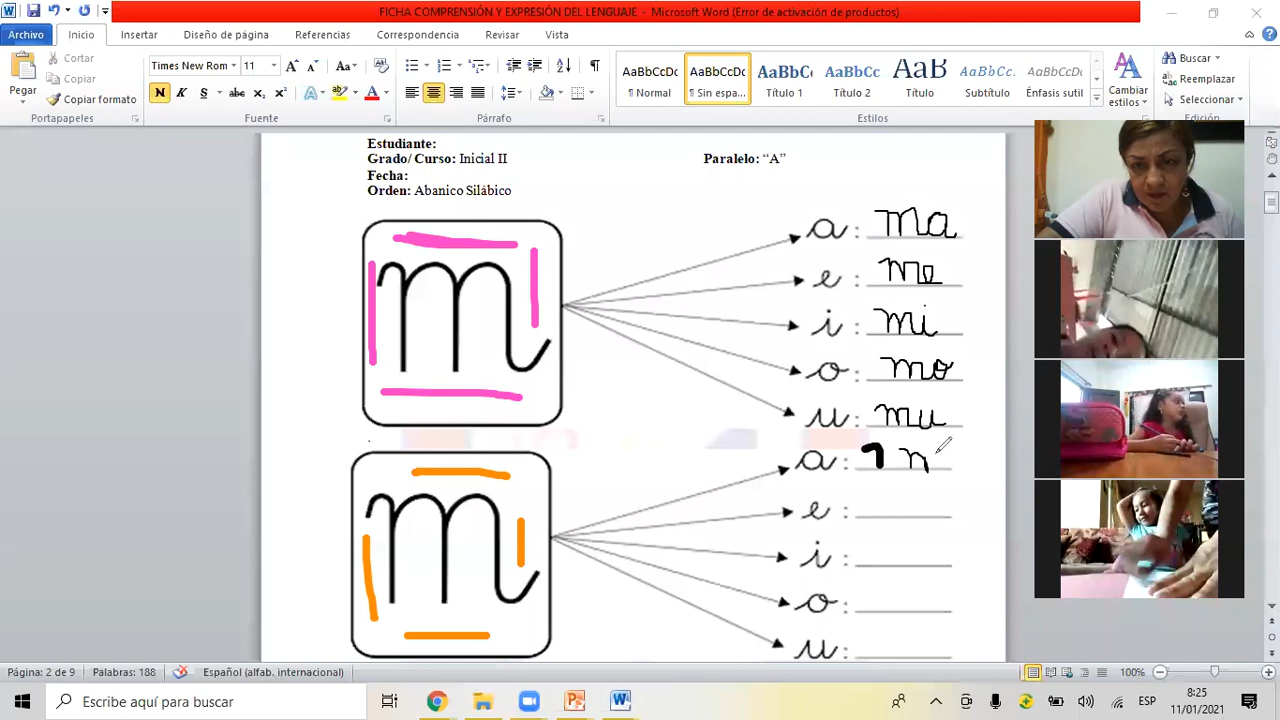 FICHA COMPRENSIÓN Y EXPRESIÓN DEL LENGUAJE - Microsoft Word (Error de activación de productos)
Archivo Inicio Insertar Diseño de página Referencias Correspondencia Revisar Vista
Pegar
Cortar
Copiar
Copiar formato
Portapapeles
Times New Rom 11
N K S abc x₂ x² A A
Fuente
Párrafo
AaBbCcDc ¶ Normal
AaBbCcDc ¶ Sin espa...
AaBbC Título 1
AaBbCc Título 2
AaB Título
AaBbCc Subtítulo
AaBbCcDc Énfasis sutil
Estilos
Cambiar estilos
Buscar
Reemplazar
Seleccionar
Edición
Estudiante:
Grado/ Curso: Inicial II Paralelo: “A”
Fecha:
Orden: Abanico Silábico
m
a : ma
e : me
i : mi
o : mo
u : mu
m
a :
e :
i :
o :
u :
Página: 2 de 9 Palabras: 188 Español (alfab. internacional) 100%
Escribe aquí para buscar
ESP
8:25
11/01/2021